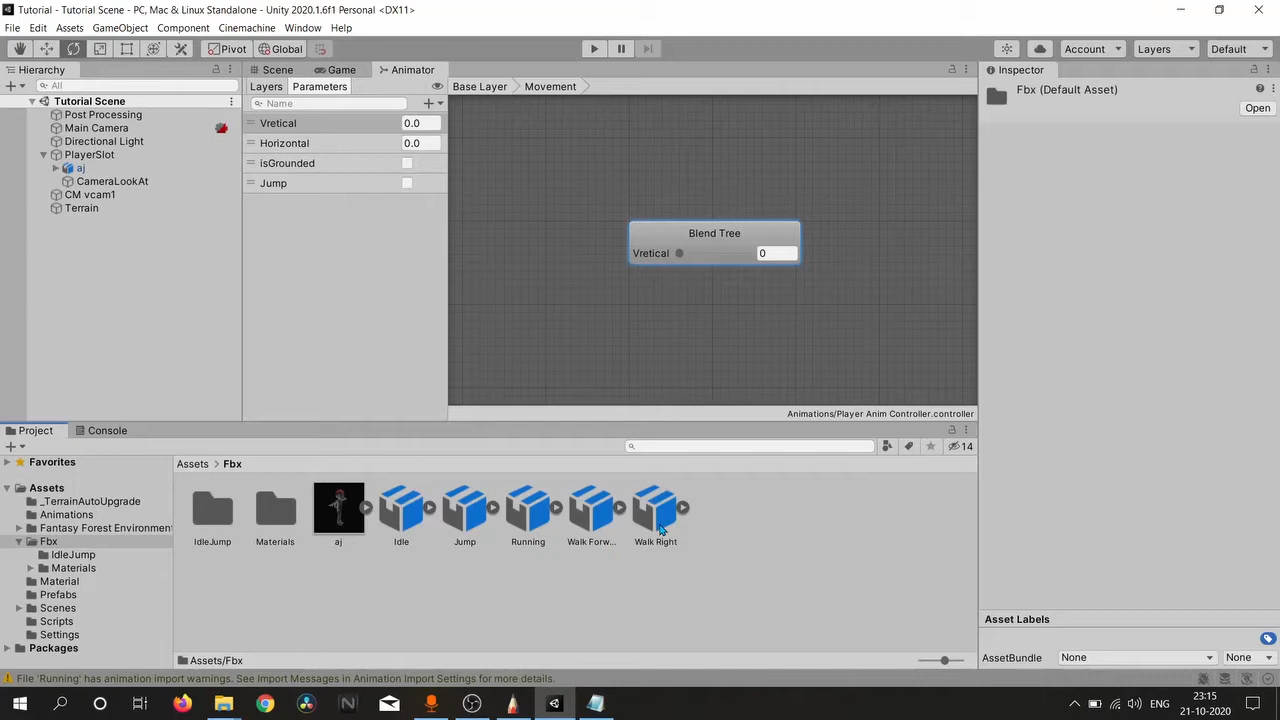 Tutorial - Tutorial Scene - PC, Mac & Linux Standalone - Unity 2020.1.6f1 Personal <DX11>
File Edit Assets GameObject Component Cinemachine Window Help
Pivot Global Account Layers Default
Hierarchy
All
Tutorial Scene
Post Processing
Main Camera
Directional Light
PlayerSlot
aj
CameraLookAt
CM vcam1
Terrain
Scene Game Animator
Layers Parameters Base Layer Movement
Name
Vretical 0.0
Horizontal 0.0
isGrounded
Jump
Blend Tree
Vretical 0
Animations/Player Anim Controller.controller
Inspector
Fbx (Default Asset)
Open
Project Console
14
Favorites
Assets
_TerrainAutoUpgrade
Animations
Fantasy Forest Environment
Fbx
IdleJump
Materials
Material
Prefabs
Scenes
Scripts
Settings
Packages
Assets > Fbx
IdleJump Materials aj Idle Jump Running Walk Forw... Walk Right
Assets/Fbx
Asset Labels
AssetBundle None None
File 'Running' has animation import warnings. See Import Messages in Animation Import Settings for more details.
ENG
23:15
21-10-2020